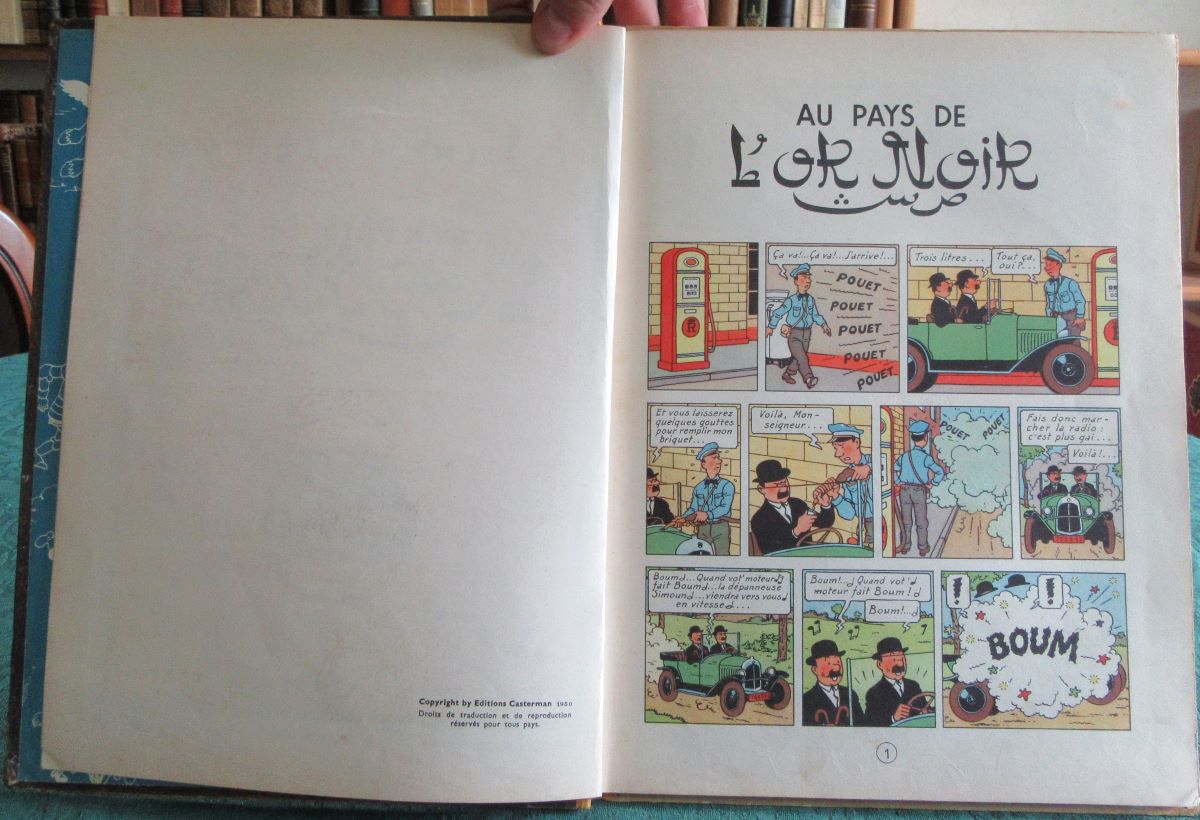 Copyright by Editions Casterman 1950
Droits de traduction et de reproduction
réservés pour tous pays.
AU PAYS DE
L'OR NOIR
Ça va!...Ça va!...J'arrive!...
POUET
POUET
POUET
POUET
POUET
Trois litres...
Tout ça,
oui?...
Et vous laisserez
quelques gouttes
pour remplir mon
briquet...
Voilà, Mon-
seigneur...
POUET
POUET
Fais donc mar-
cher la radio :
c'est plus gai...
Voilà!...
Boum♪...Quand vot'moteur♫
fait Boum♪...la dépanneuse
Simoun♪...viendra vers vous♪
en vitesse♪...
Boum!..♪ Quand vot'♪
moteur fait Boum!♪
Boum!..♪
!
!
BOUM
1